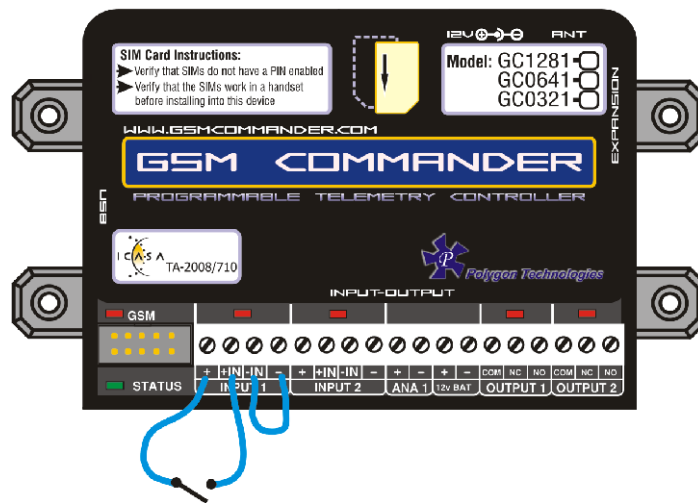 12V ANT
SIM Card Instructions:
Verify that SIMs do not have a PIN enabled
Verify that the SIMs work in a handset
before installing into this device
Model: GC1281
GC0641
GC0321
EXPANSION
WWW.GSMCOMMANDER.COM
GSM COMMANDER
PROGRAMMABLE TELEMETRY CONTROLLER
USB
ICASA
TA-2008/710
P
Polygon Technologies
INPUT-OUTPUT
GSM
STATUS
+ +IN -IN - + +IN -IN - + - + - COM NC NO COM NC NO
INPUT 1 INPUT 2 ANA 1 12v BAT OUTPUT 1 OUTPUT 2